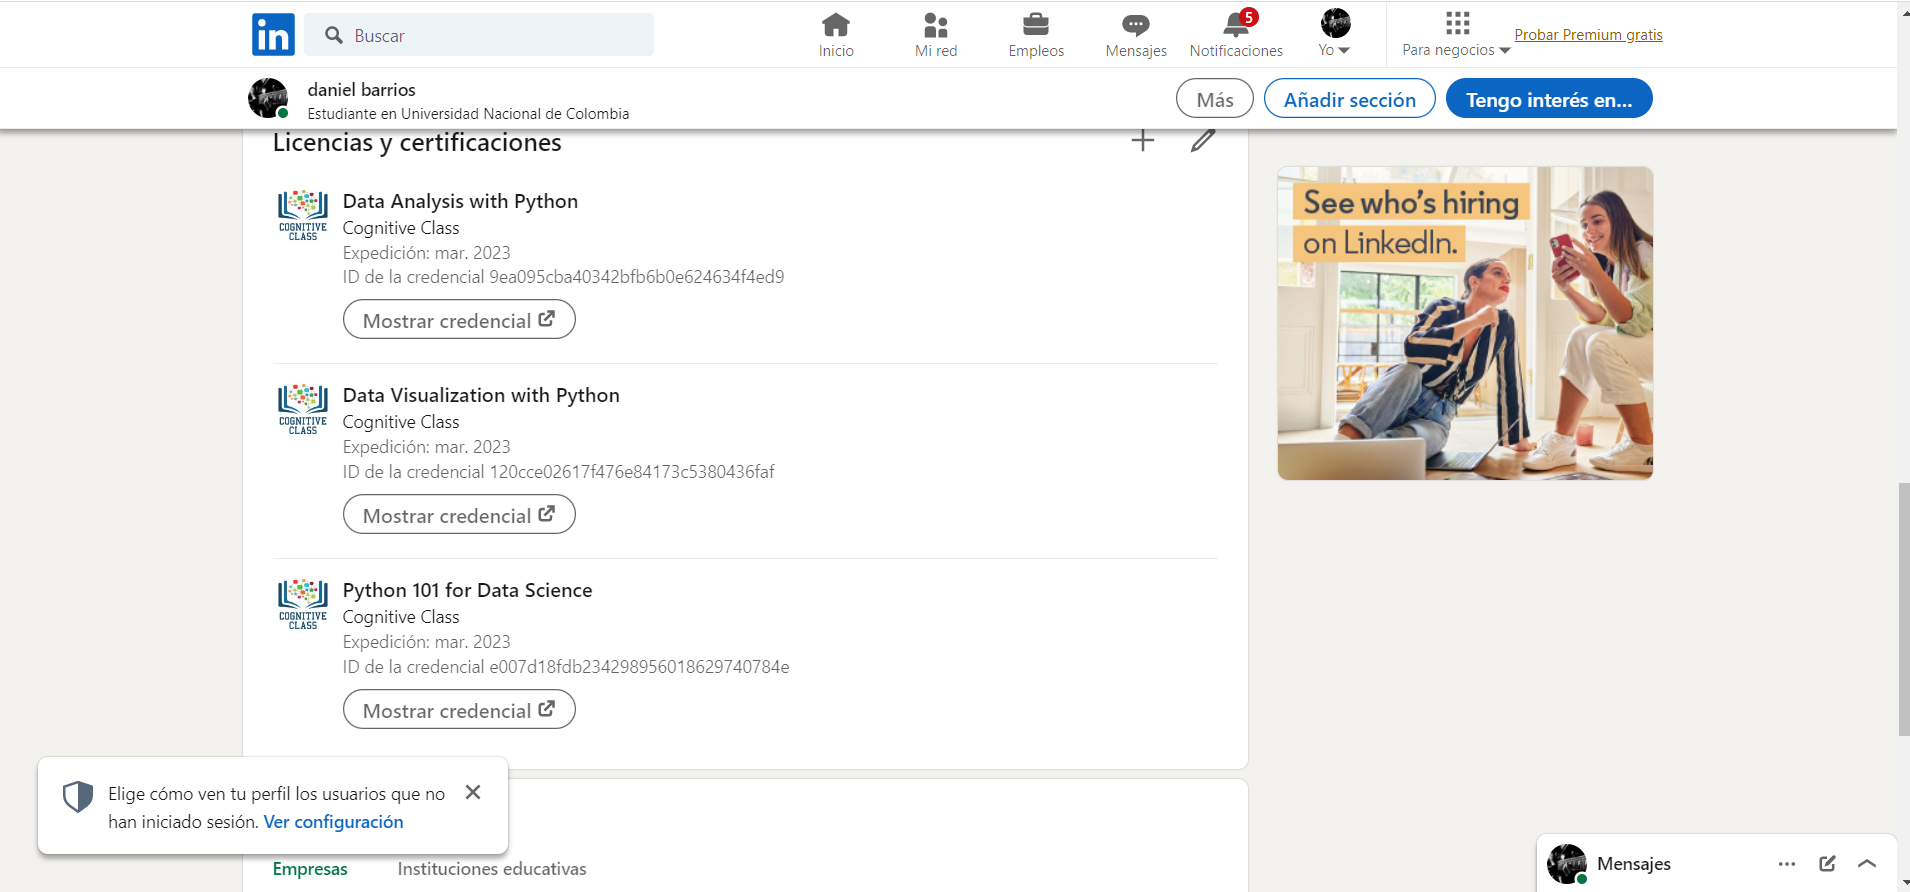 in
Buscar
Inicio
Mi red
Empleos
Mensajes
5
Notificaciones
Yo
Para negocios
Probar Premium gratis
daniel barrios
Estudiante en Universidad Nacional de Colombia
Más
Añadir sección
Tengo interés en...
Licencias y certificaciones
COGNITIVE
CLASS
Data Analysis with Python
Cognitive Class
Expedición: mar. 2023
ID de la credencial 9ea095cba40342bfb6b0e624634f4ed9
Mostrar credencial
COGNITIVE
CLASS
Data Visualization with Python
Cognitive Class
Expedición: mar. 2023
ID de la credencial 120cce02617f476e84173c5380436faf
Mostrar credencial
COGNITIVE
CLASS
Python 101 for Data Science
Cognitive Class
Expedición: mar. 2023
ID de la credencial e007d18fdb234298956018629740784e
Mostrar credencial
See who's hiring
on LinkedIn.
Elige cómo ven tu perfil los usuarios que no
han iniciado sesión. Ver configuración
Empresas
Instituciones educativas
Mensajes